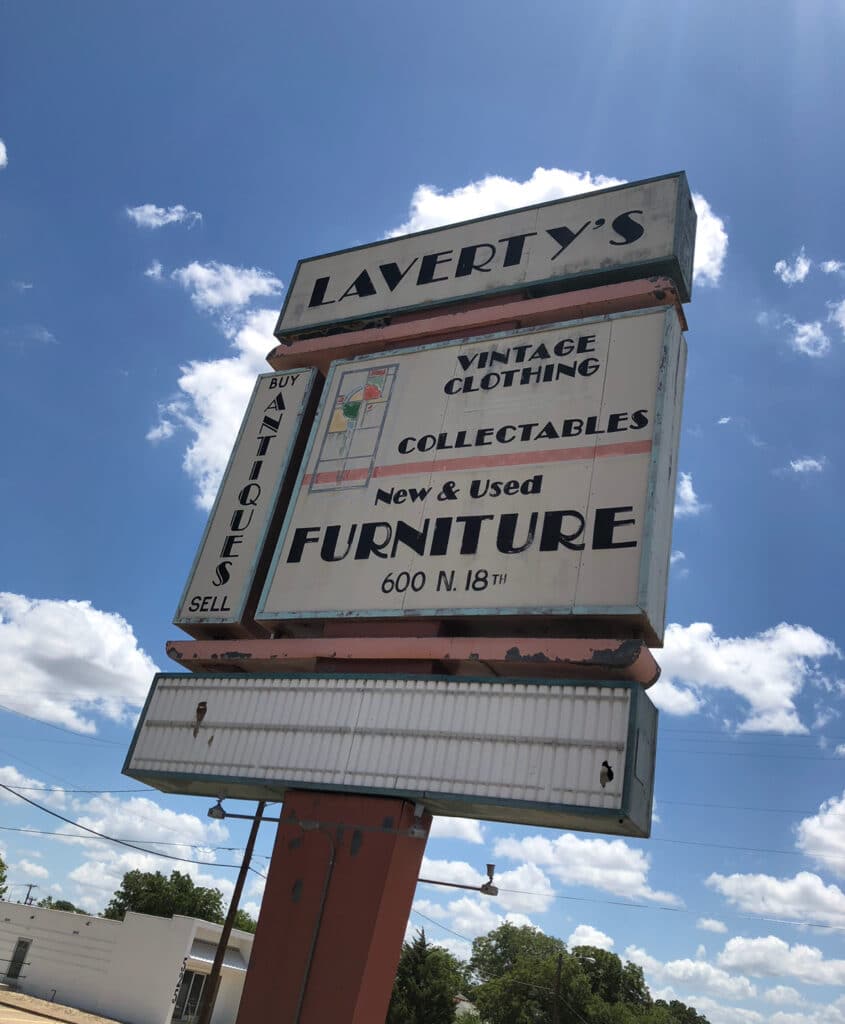 LAVERTY'S
BUY
ANTIQUES
SELL
VINTAGE
CLOTHING
COLLECTABLES
New & Used
FURNITURE
600 N. 18TH